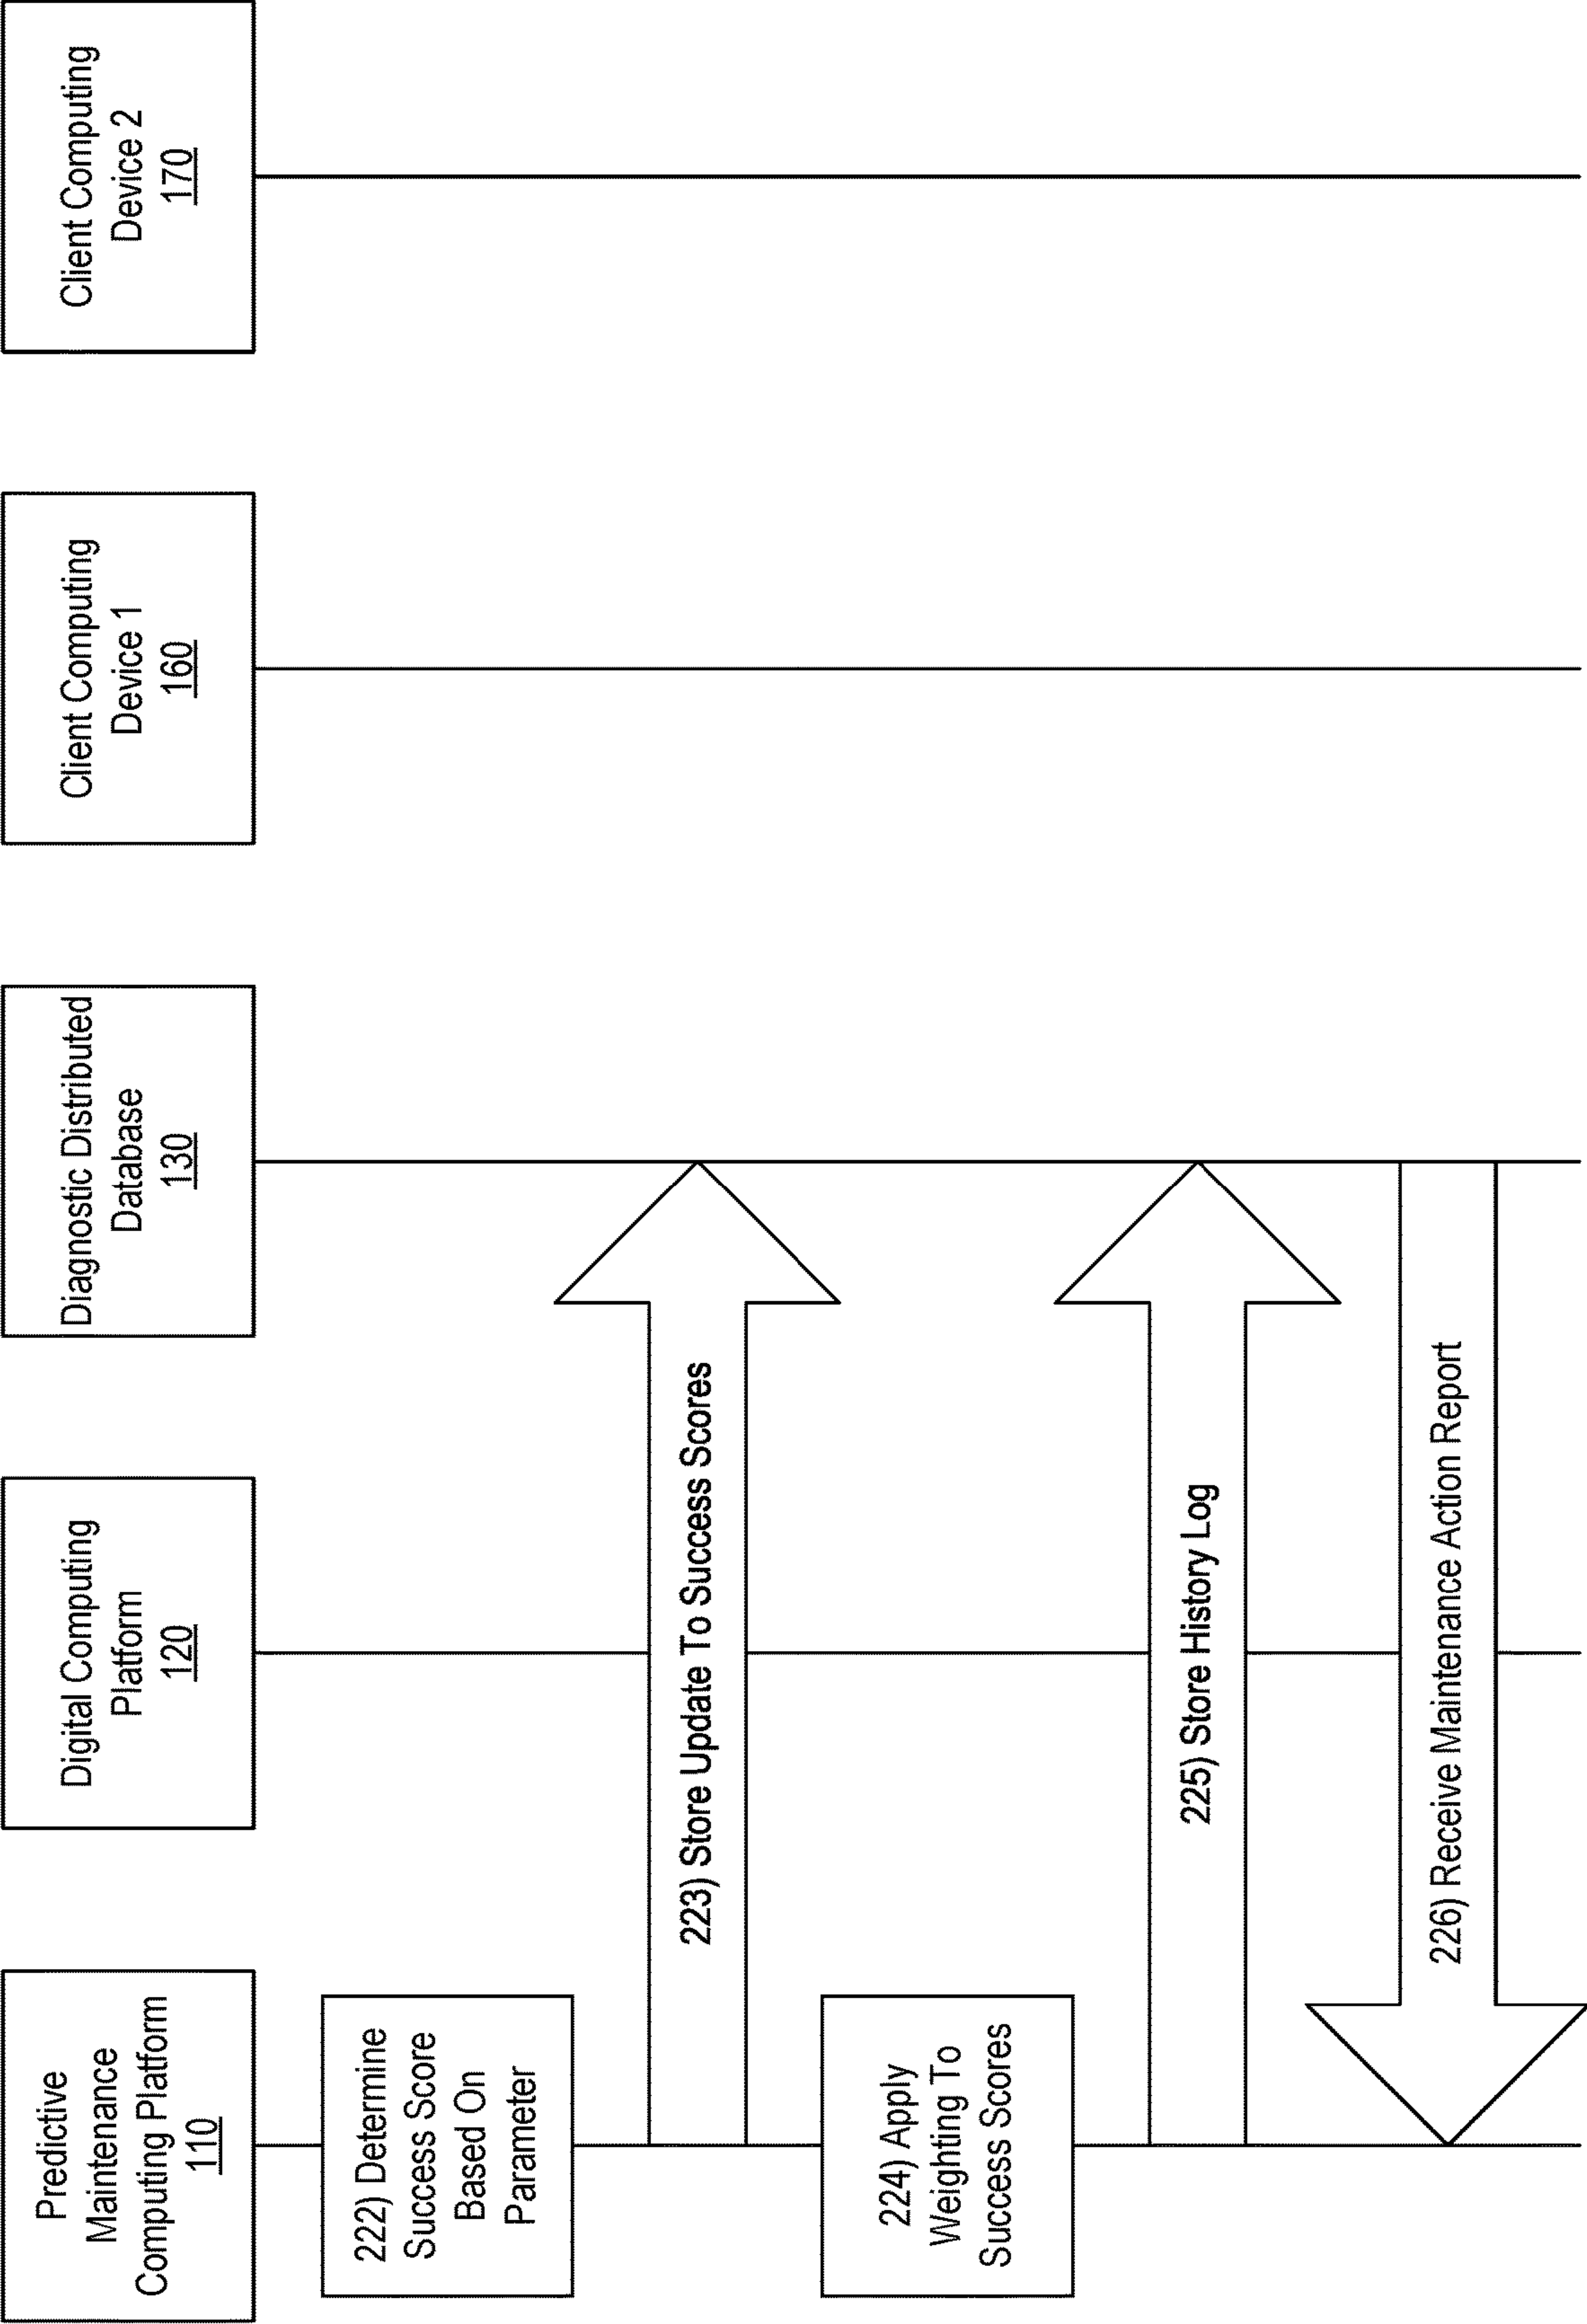 Predictive
Maintenance
Computing Platform
110
Digital Computing
Platform
120
Diagnostic Distributed
Database
130
Client Computing
Device 1
160
Client Computing
Device 2
170
222) Determine
Success Score
Based On
Parameter
223) Store Update To Success Scores
224) Apply
Weighting To
Success Scores
225) Store History Log
226) Receive Maintenance Action Report